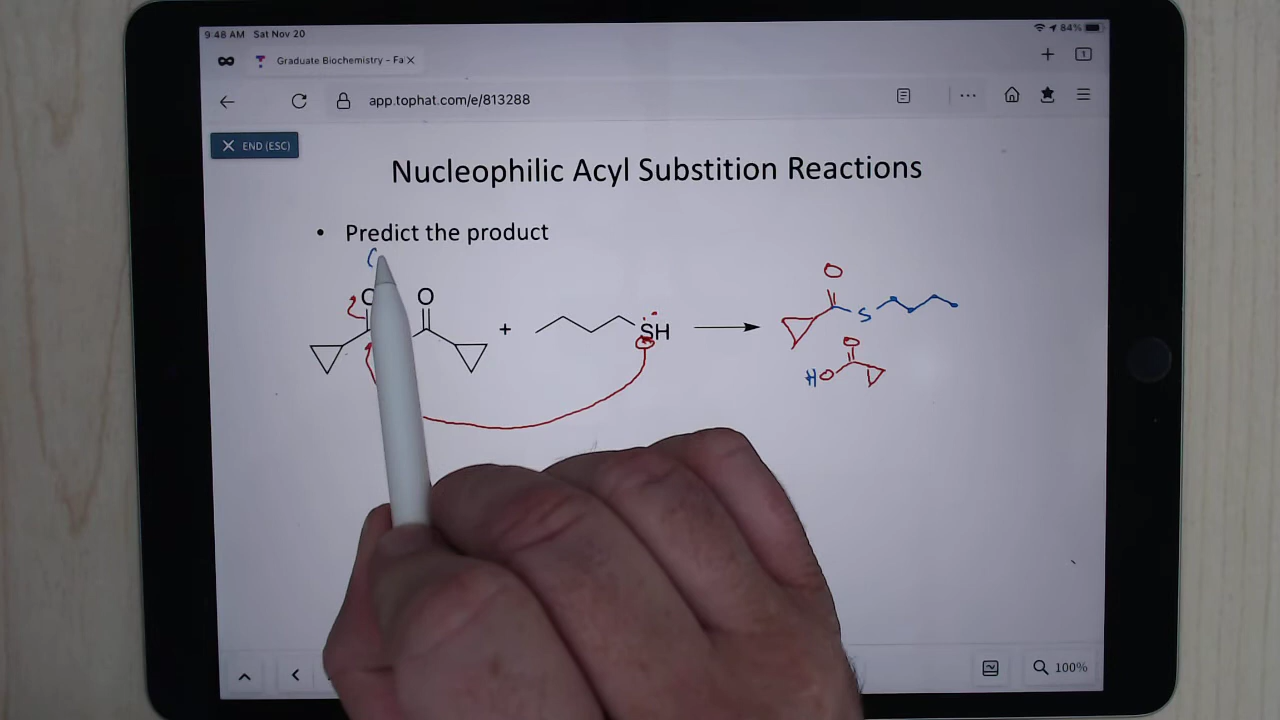 9:48 AM Sat Nov 20
84%
Graduate Biochemistry – Fa
1
app.tophat.com/e/813288
END (ESC)
Nucleophilic Acyl Substition Reactions
• Predict the product
O O + SH
O S
O HO
100%